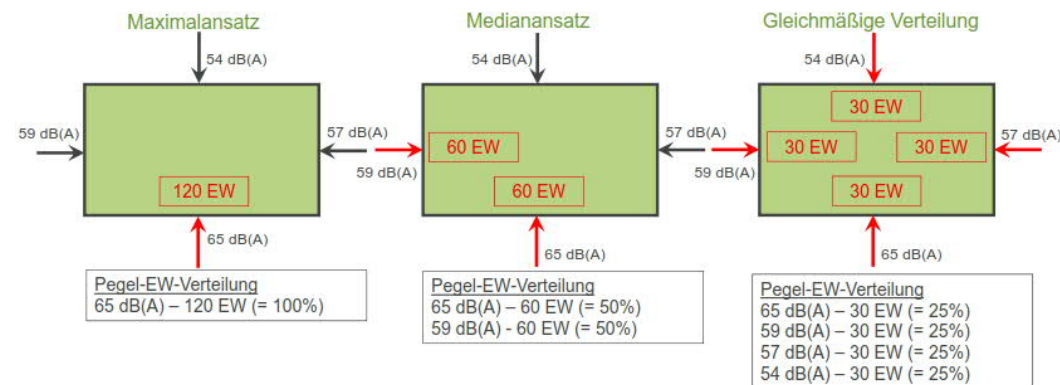 Maximalansatz
54 dB(A)
59 dB(A)
57 dB(A)
120 EW
65 dB(A)
Pegel-EW-Verteilung
65 dB(A) – 120 EW (= 100%)
Medianansatz
54 dB(A)
59 dB(A)
60 EW
57 dB(A)
60 EW
65 dB(A)
Pegel-EW-Verteilung
65 dB(A) – 60 EW (= 50%)
59 dB(A) - 60 EW (= 50%)
Gleichmäßige Verteilung
54 dB(A)
30 EW
59 dB(A)
30 EW
30 EW
57 dB(A)
30 EW
65 dB(A)
Pegel-EW-Verteilung
65 dB(A) – 30 EW (= 25%)
59 dB(A) – 30 EW (= 25%)
57 dB(A) – 30 EW (= 25%)
54 dB(A) – 30 EW (= 25%)